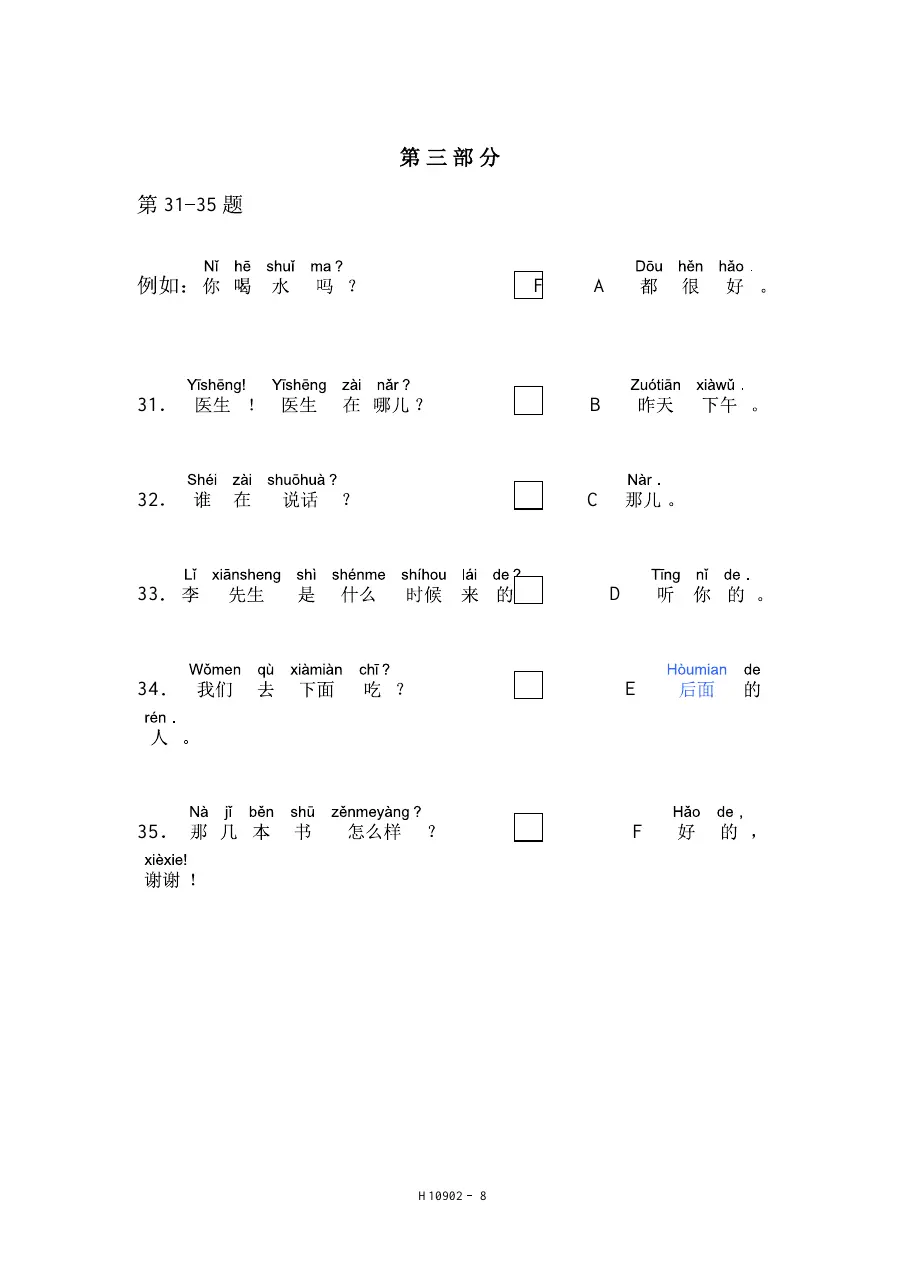 第三部分
第 31-35 题
Nǐ hē shuǐ ma？ Dōu hěn hǎo．
例如：你 喝 水 吗 ？ F A 都 很 好 。
Yīshēng! Yīshēng zài nǎr？ Zuótiān xiàwǔ．
31． 医生 ！ 医生 在 哪儿？ B 昨天 下午 。
Shéi zài shuōhuà？ Nàr．
32． 谁 在 说话 ？ C 那儿 。
Lǐ xiānsheng shì shénme shíhou lái de？ Tīng nǐ de．
33． 李 先生 是 什么 时候 来 的 D 听 你 的 。
Wǒmen qù xiàmiàn chī？ Hòumian de
34． 我们 去 下面 吃 ？ E 后面 的
rén．
人 。
Nà jǐ běn shū zěnmeyàng？ Hǎo de，
35． 那 几 本 书 怎么样 ？ F 好 的 ，
xièxie!
谢谢 ！
H10902 - 8